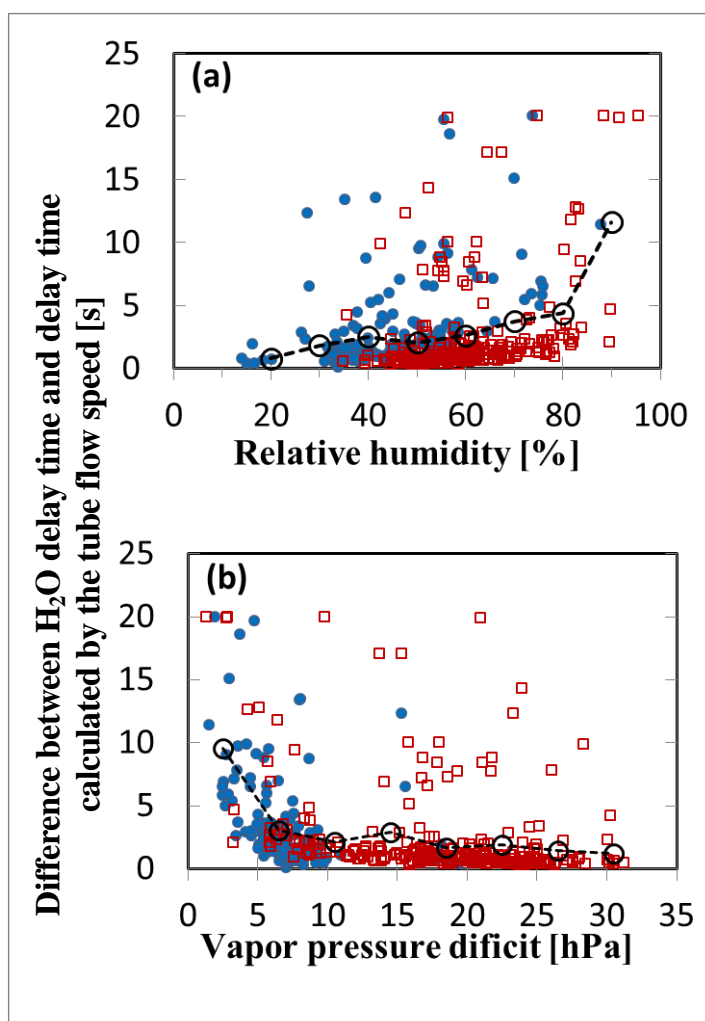 Difference between H₂O delay time and delay time
calculated by the tube flow speed [s]
(a)
25
20
15
10
5
0
0 20 40 60 80 100
Relative humidity [%]
(b)
25
20
15
10
5
0
0 5 10 15 20 25 30 35
Vapor pressure dificit [hPa]